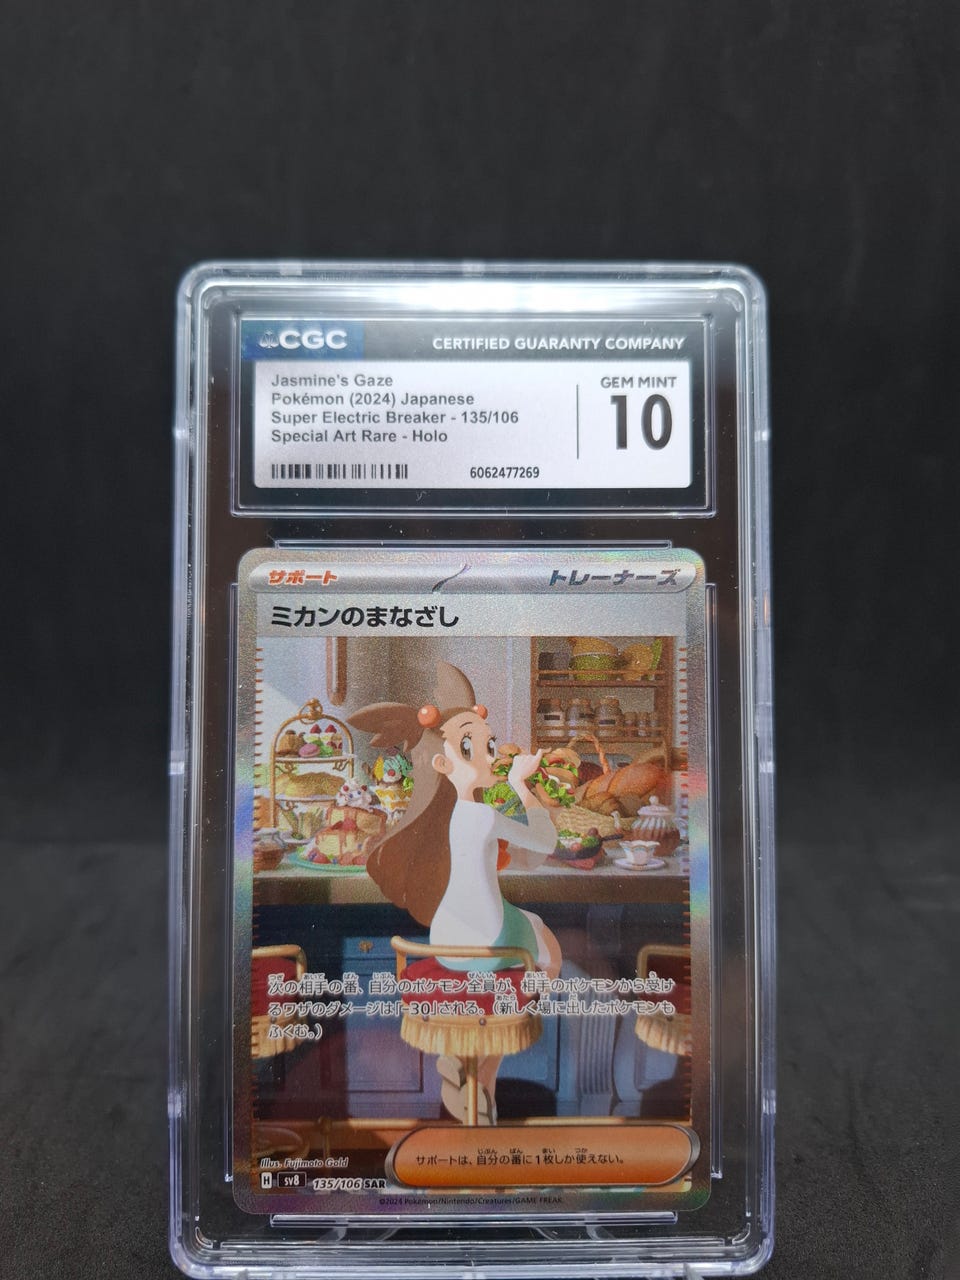 CGC
CERTIFIED GUARANTY COMPANY
Jasmine's Gaze
Pokémon (2024) Japanese
Super Electric Breaker - 135/106
Special Art Rare - Holo
GEM MINT
10
6062477269
サポート
トレーナーズ
ミカンのまなざし
次の相手の番、自分のポケモン全員が、相手のポケモンから受け
るワザのダメージは「-30」される。(新しく場に出したポケモンも
ふくむ。)
サポートは、自分の番に1枚しか使えない。
Illus. Fujimoto Gold
H sv8 135/106 SAR
©2024 Pokémon/Nintendo/Creatures/GAME FREAK.